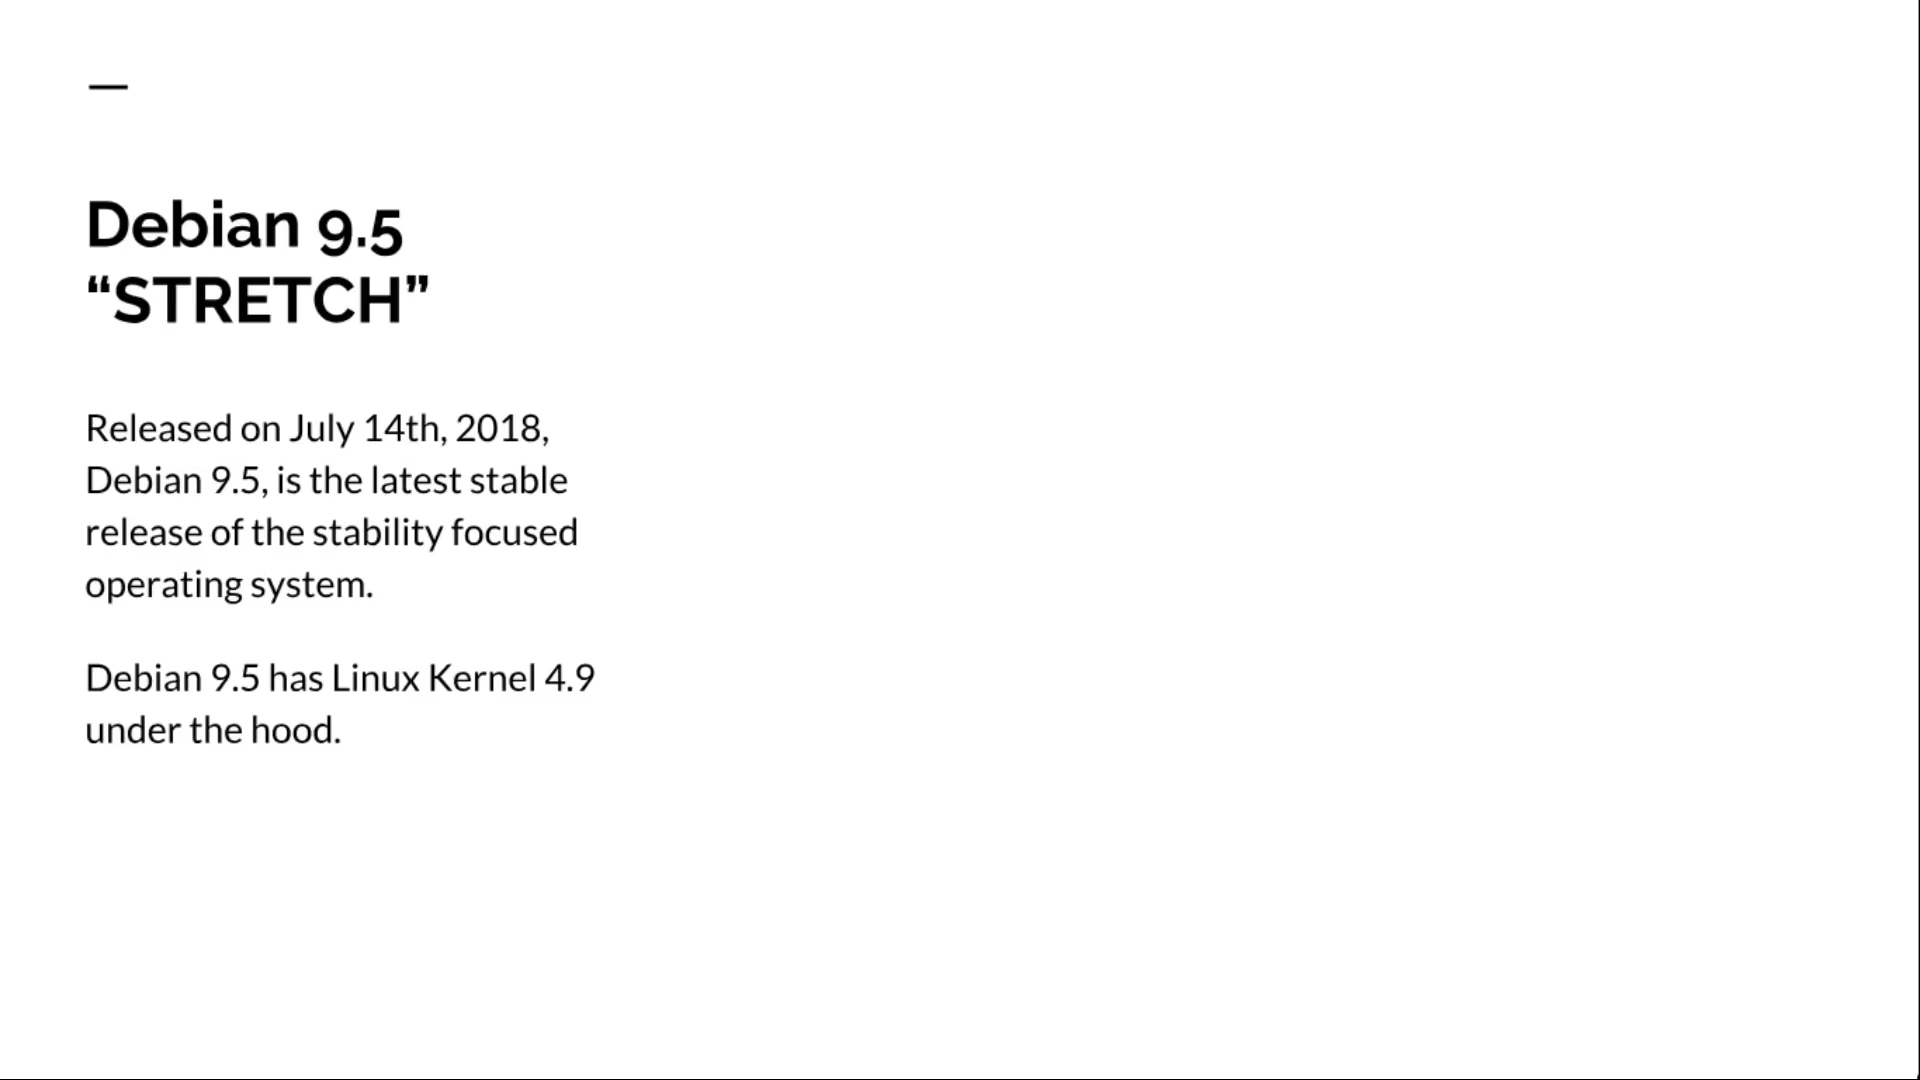 Debian 9.5
“STRETCH”
Released on July 14th, 2018,
Debian 9.5, is the latest stable
release of the stability focused
operating system.
Debian 9.5 has Linux Kernel 4.9
under the hood.